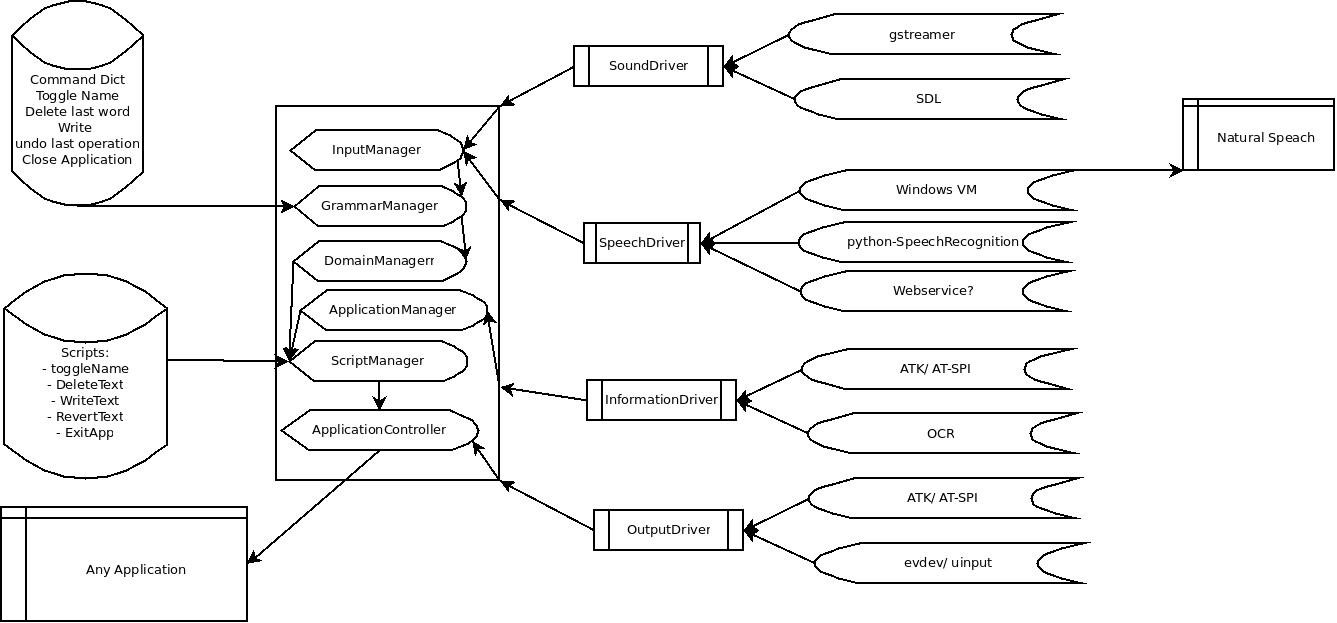 Command Dict
Toggle Name
Delete last word
Write
undo last operation
Close Application
Scripts:
- toggleName
- DeleteText
- WriteText
- RevertText
- ExitApp
Any Application
InputManager
GrammarManager
DomainManagerr
ApplicationManager
ScriptManager
ApplicationController
SoundDriver
SpeechDriver
InformationDriver
OutputDriver
gstreamer
SDL
Windows VM
python-SpeechRecognition
Webservice?
ATK/ AT-SPI
OCR
ATK/ AT-SPI
evdev/ uinput
Natural Speach